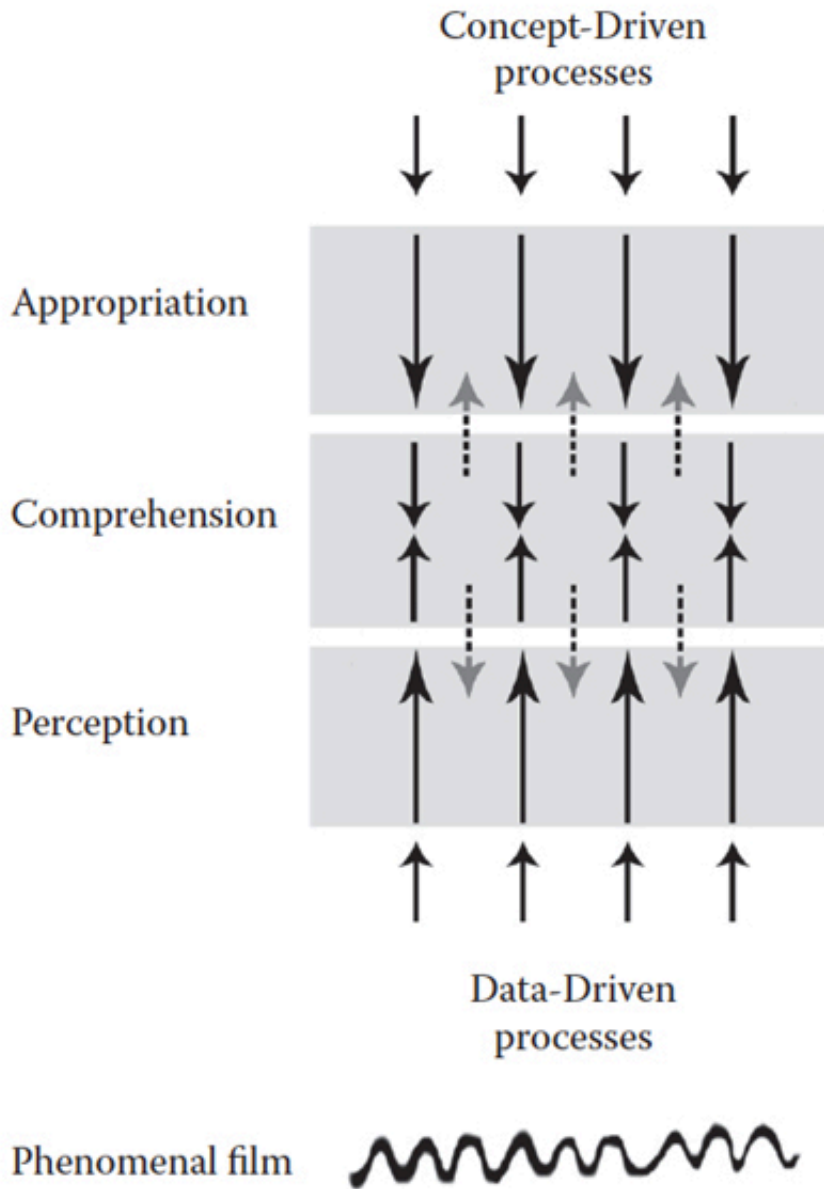 Concept-Driven
processes
Appropriation
Comprehension
Perception
Data-Driven
processes
Phenomenal film